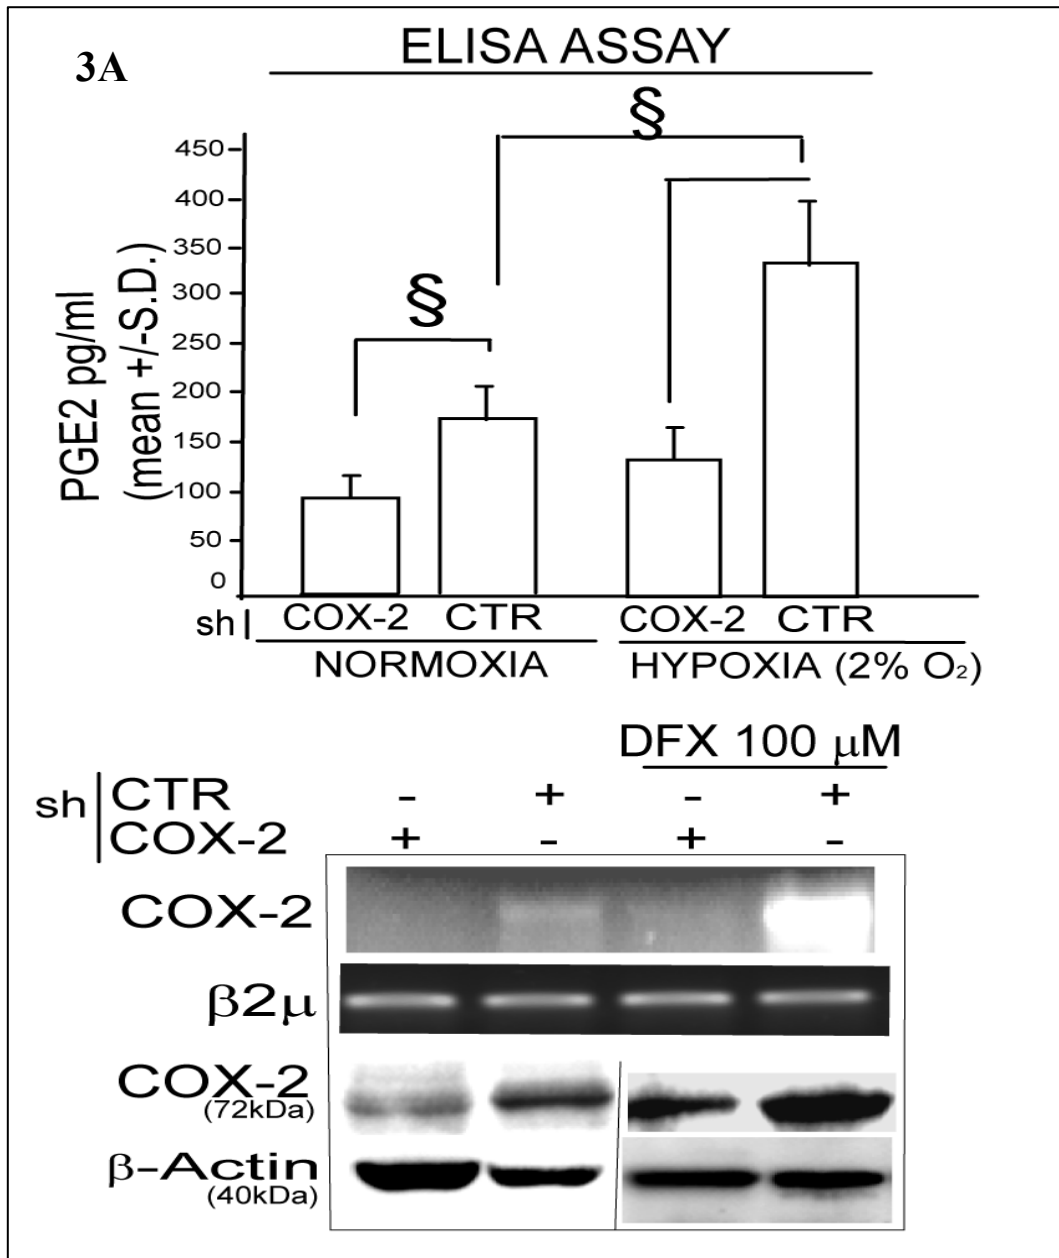 3A
ELISA ASSAY
§
§
PGE2 pg/ml
(mean +/-S.D.)
450
400
350
300
250
200
150
100
50
0
sh COX-2 CTR COX-2 CTR
NORMOXIA HYPOXIA (2% O₂)
DFX 100 μM
sh CTR - + - +
COX-2 + - + -
COX-2
β2μ
COX-2
(72kDa)
β-Actin
(40kDa)